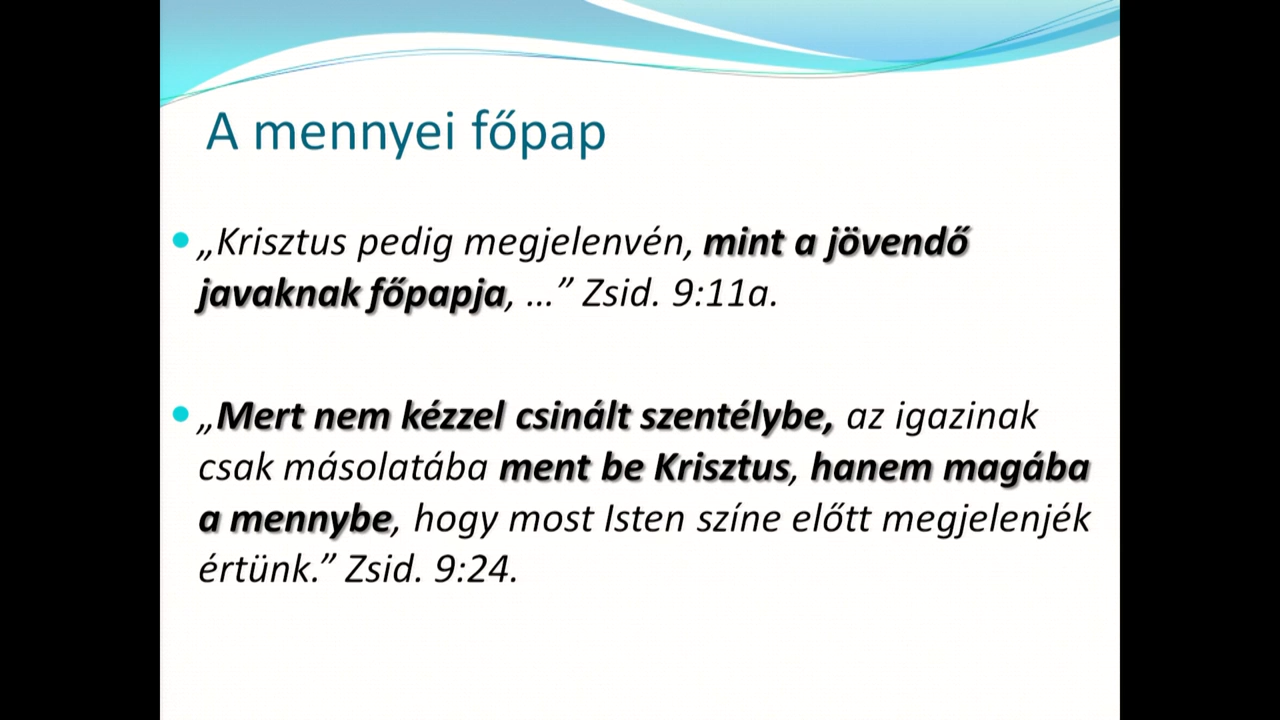 A mennyei főpap
„Krisztus pedig megjelenvén, mint a jövendő
javaknak főpapja, …” Zsid. 9:11a.
„Mert nem kézzel csinált szentélybe, az igazinak
csak másolatába ment be Krisztus, hanem magába
a mennybe, hogy most Isten színe előtt megjelenjék
értünk.” Zsid. 9:24.